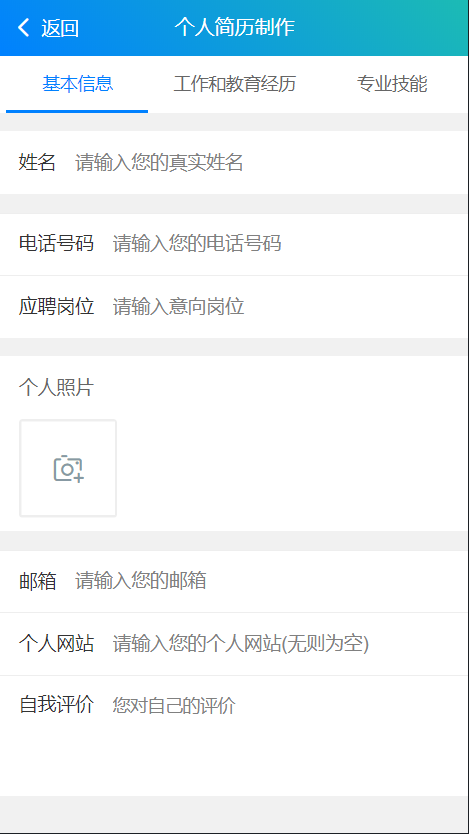 返回 个人简历制作
基本信息 工作和教育经历 专业技能
姓名 请输入您的真实姓名
电话号码 请输入您的电话号码
应聘岗位 请输入意向岗位
个人照片
邮箱 请输入您的邮箱
个人网站 请输入您的个人网站(无则为空)
自我评价 您对自己的评价